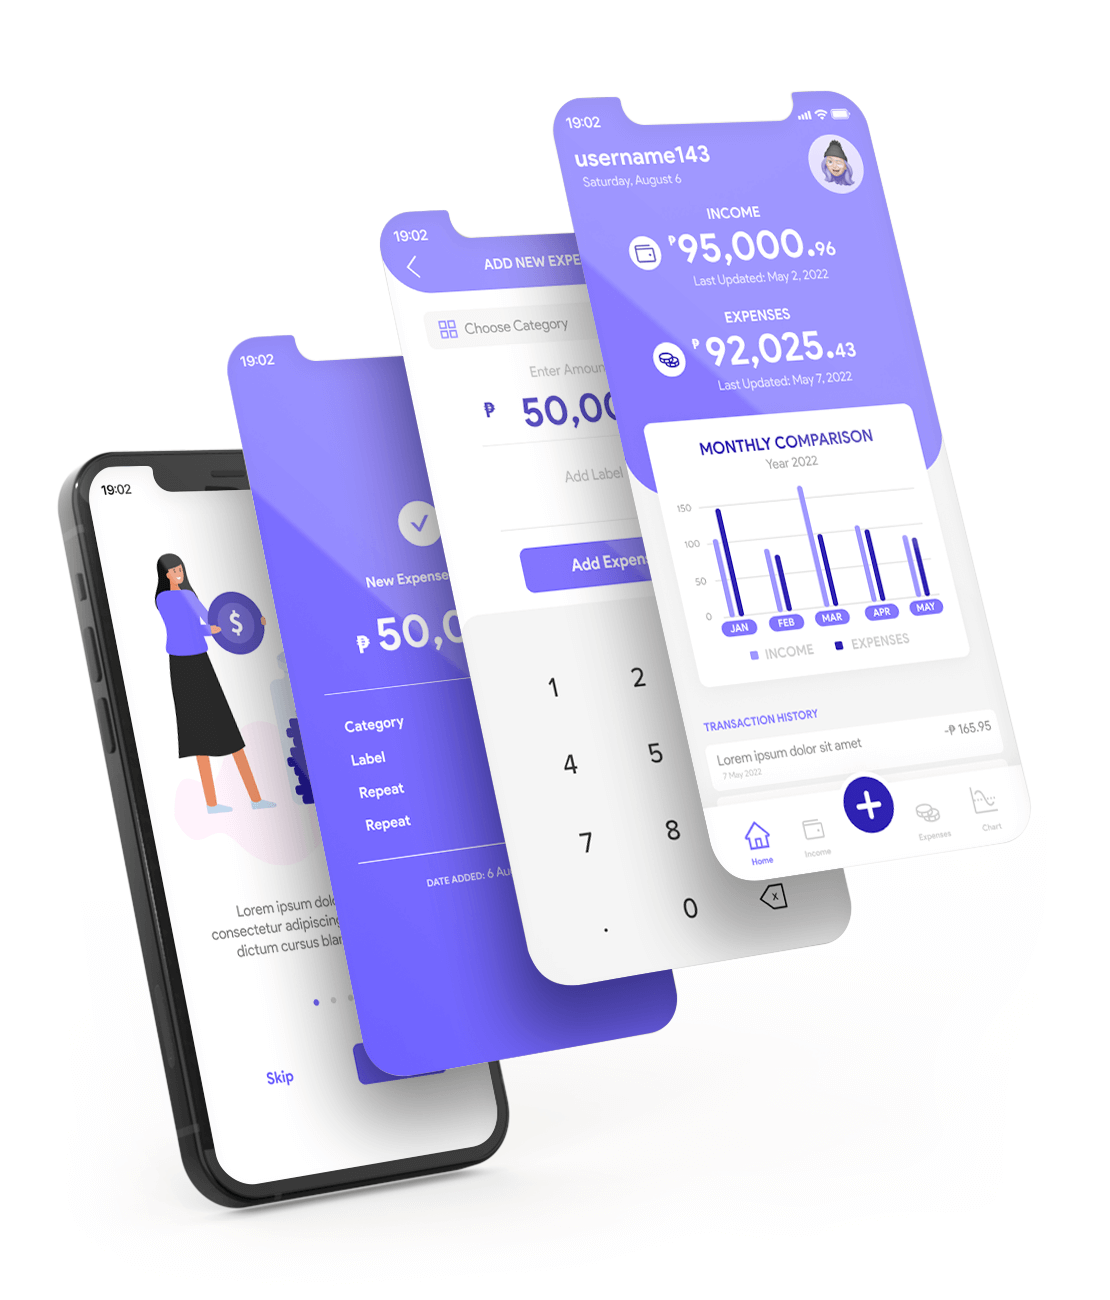 19:02
username143
Saturday, August 6
INCOME
₱95,000.96
Last Updated: May 2, 2022
EXPENSES
₱92,025.43
Last Updated: May 7, 2022
MONTHLY COMPARISON
Year 2022
150
100
50
0
JAN FEB MAR APR MAY
INCOME EXPENSES
TRANSACTION HISTORY
Lorem ipsum dolor sit amet -₱ 165.95
7 May 2022
Home Income Expenses Chart
19:02
ADD NEW EXPE
Choose Category
Enter Amoun
₱ 50,00
Add Label
Add Expens
1 2
4 5
7 8
. 0 x
19:02
New Expense
₱ 50,0
Category
Label
Repeat
Repeat
DATE ADDED: 6 Au
19:02
$
Lorem ipsum dolo
consectetur adipiscing
dictum cursus blan
Skip